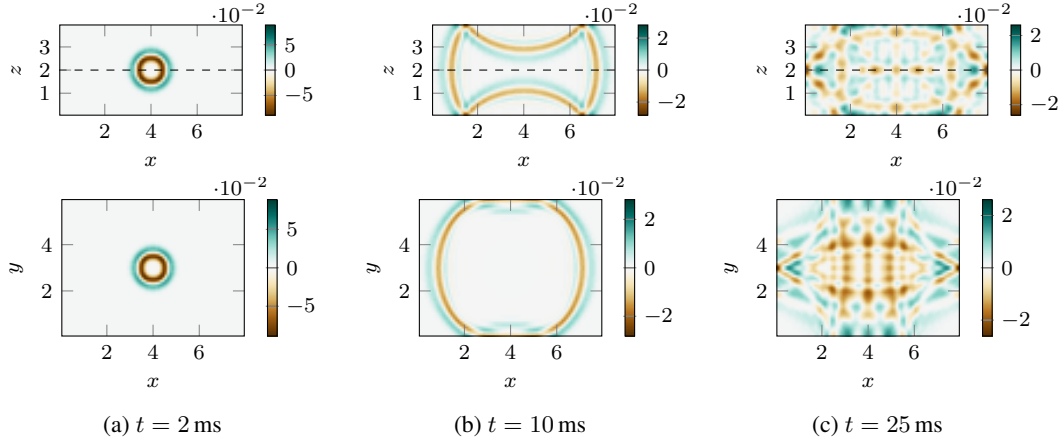 ·10⁻² ·10⁻² ·10⁻²
3 2 1 z 2 4 6 x 5 0 −5
3 2 1 z 2 4 6 x 2 0 −2
3 2 1 z 2 4 6 x 2 0 −2
·10⁻² ·10⁻² ·10⁻²
4 2 y 2 4 6 x 5 0 −5
4 2 y 2 4 6 x 2 0 −2
4 2 y 2 4 6 x 2 0 −2
(a) t = 2 ms (b) t = 10 ms (c) t = 25 ms